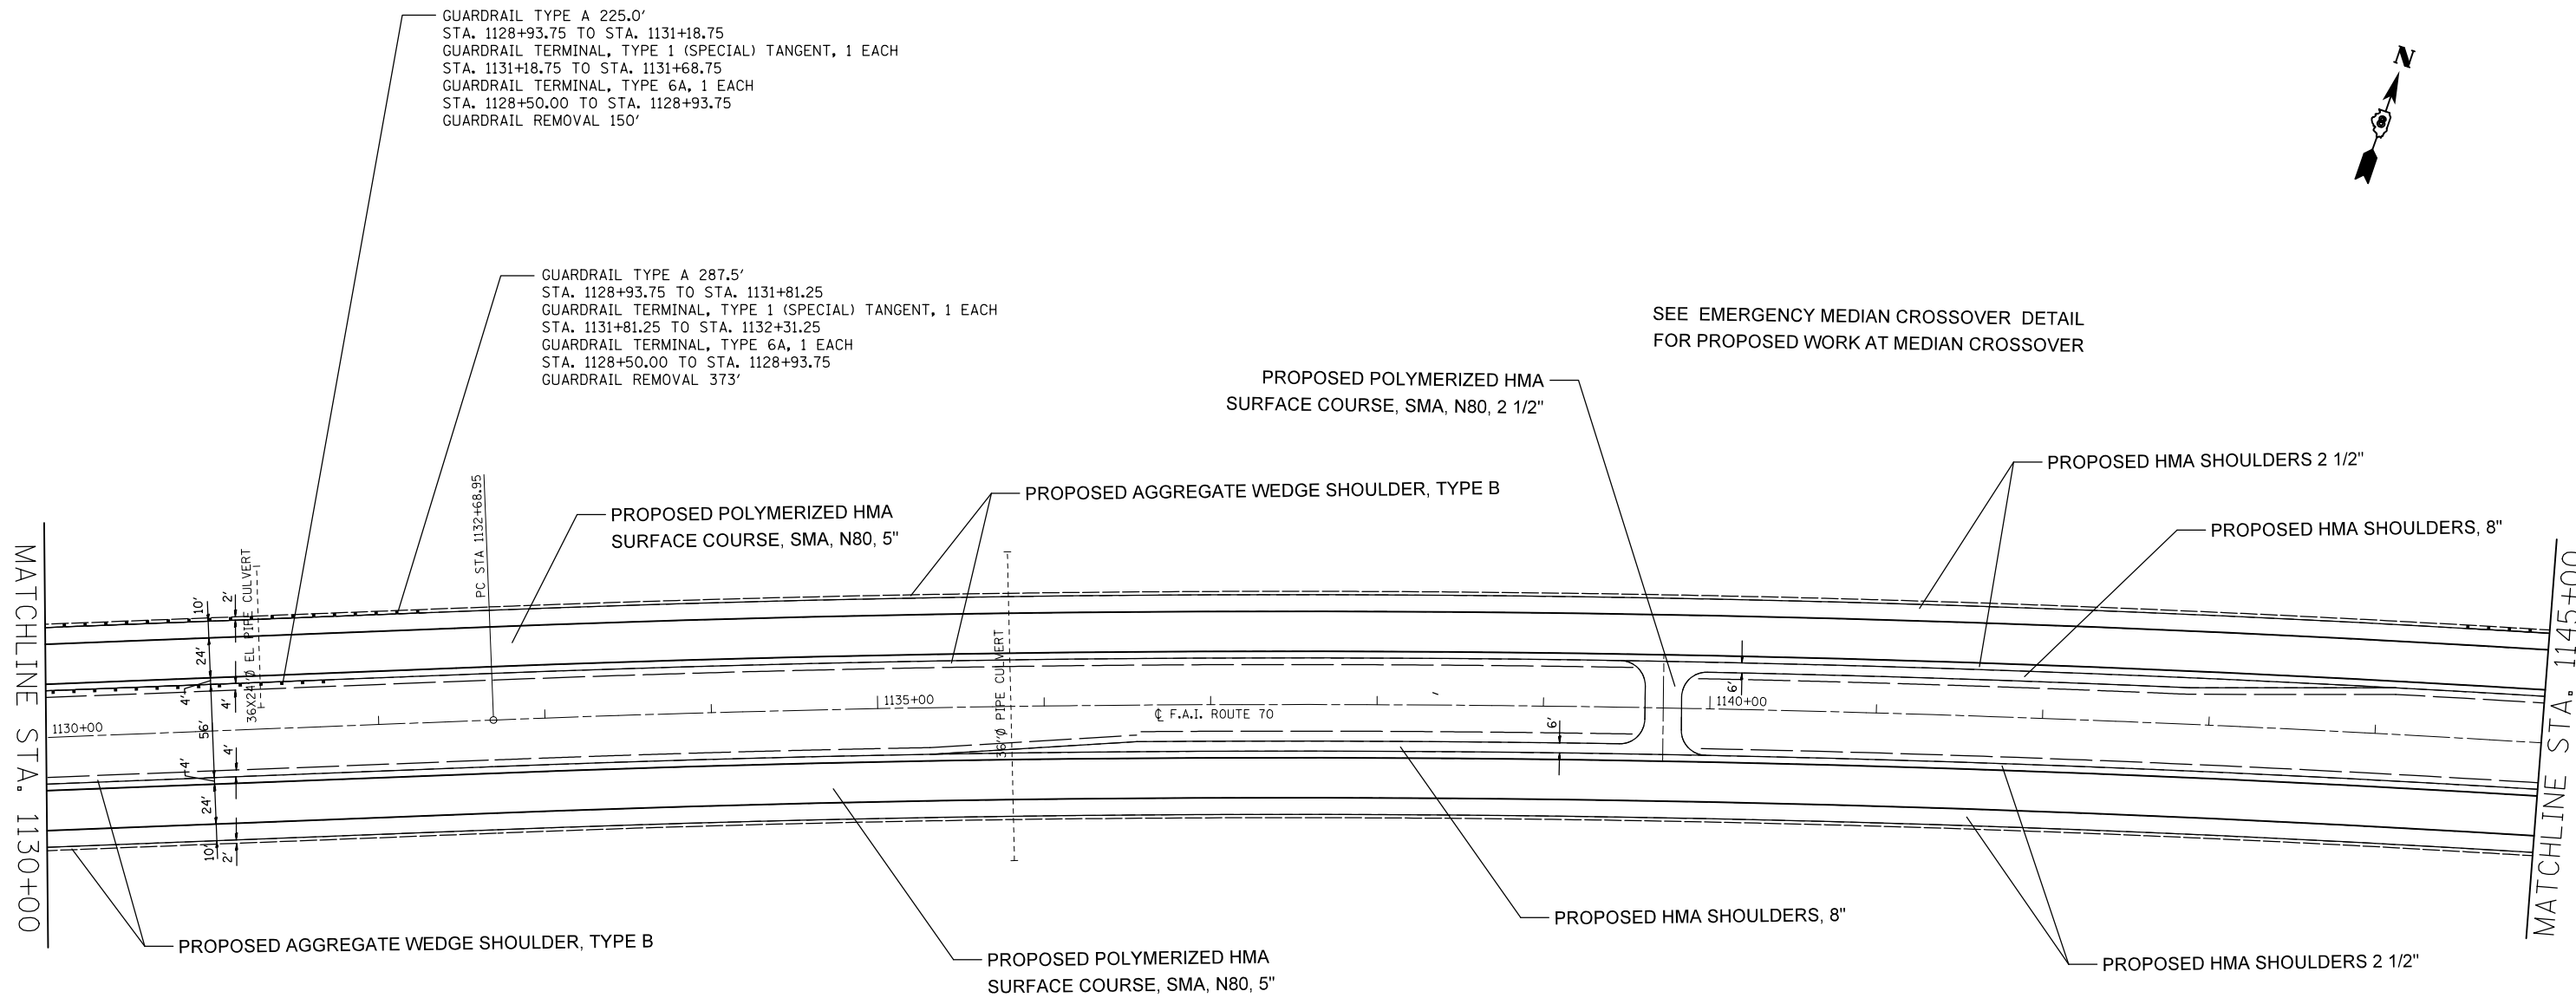 GUARDRAIL TYPE A 225.0'
STA. 1128+93.75 TO STA. 1131+18.75
GUARDRAIL TERMINAL, TYPE 1 (SPECIAL) TANGENT, 1 EACH
STA. 1131+18.75 TO STA. 1131+68.75
GUARDRAIL TERMINAL, TYPE 6A, 1 EACH
STA. 1128+50.00 TO STA. 1128+93.75
GUARDRAIL REMOVAL 150'
N
8
GUARDRAIL TYPE A 287.5'
STA. 1128+93.75 TO STA. 1131+81.25
GUARDRAIL TERMINAL, TYPE 1 (SPECIAL) TANGENT, 1 EACH
STA. 1131+81.25 TO STA. 1132+31.25
GUARDRAIL TERMINAL, TYPE 6A, 1 EACH
STA. 1128+50.00 TO STA. 1128+93.75
GUARDRAIL REMOVAL 373'
SEE EMERGENCY MEDIAN CROSSOVER DETAIL
FOR PROPOSED WORK AT MEDIAN CROSSOVER
PROPOSED POLYMERIZED HMA
SURFACE COURSE, SMA, N80, 2 1/2"
PROPOSED HMA SHOULDERS 2 1/2"
PROPOSED AGGREGATE WEDGE SHOULDER, TYPE B
PROPOSED POLYMERIZED HMA
SURFACE COURSE, SMA, N80, 5"
PROPOSED HMA SHOULDERS, 8"
MATCHLINE STA. 1130+00
36X24"Ø EL PIPE CULVERT
PC STA 1132+68.95
36"Ø PIPE CULVERT
MATCHLINE STA. 1145+00
10'
2'
24'
4'
4'
56'
4'
4'
24'
10'
2'
1130+00
1135+00
℄ F.A.I. ROUTE 70
6'
6'
1140+00
PROPOSED AGGREGATE WEDGE SHOULDER, TYPE B
PROPOSED POLYMERIZED HMA
SURFACE COURSE, SMA, N80, 5"
PROPOSED HMA SHOULDERS, 8"
PROPOSED HMA SHOULDERS 2 1/2"